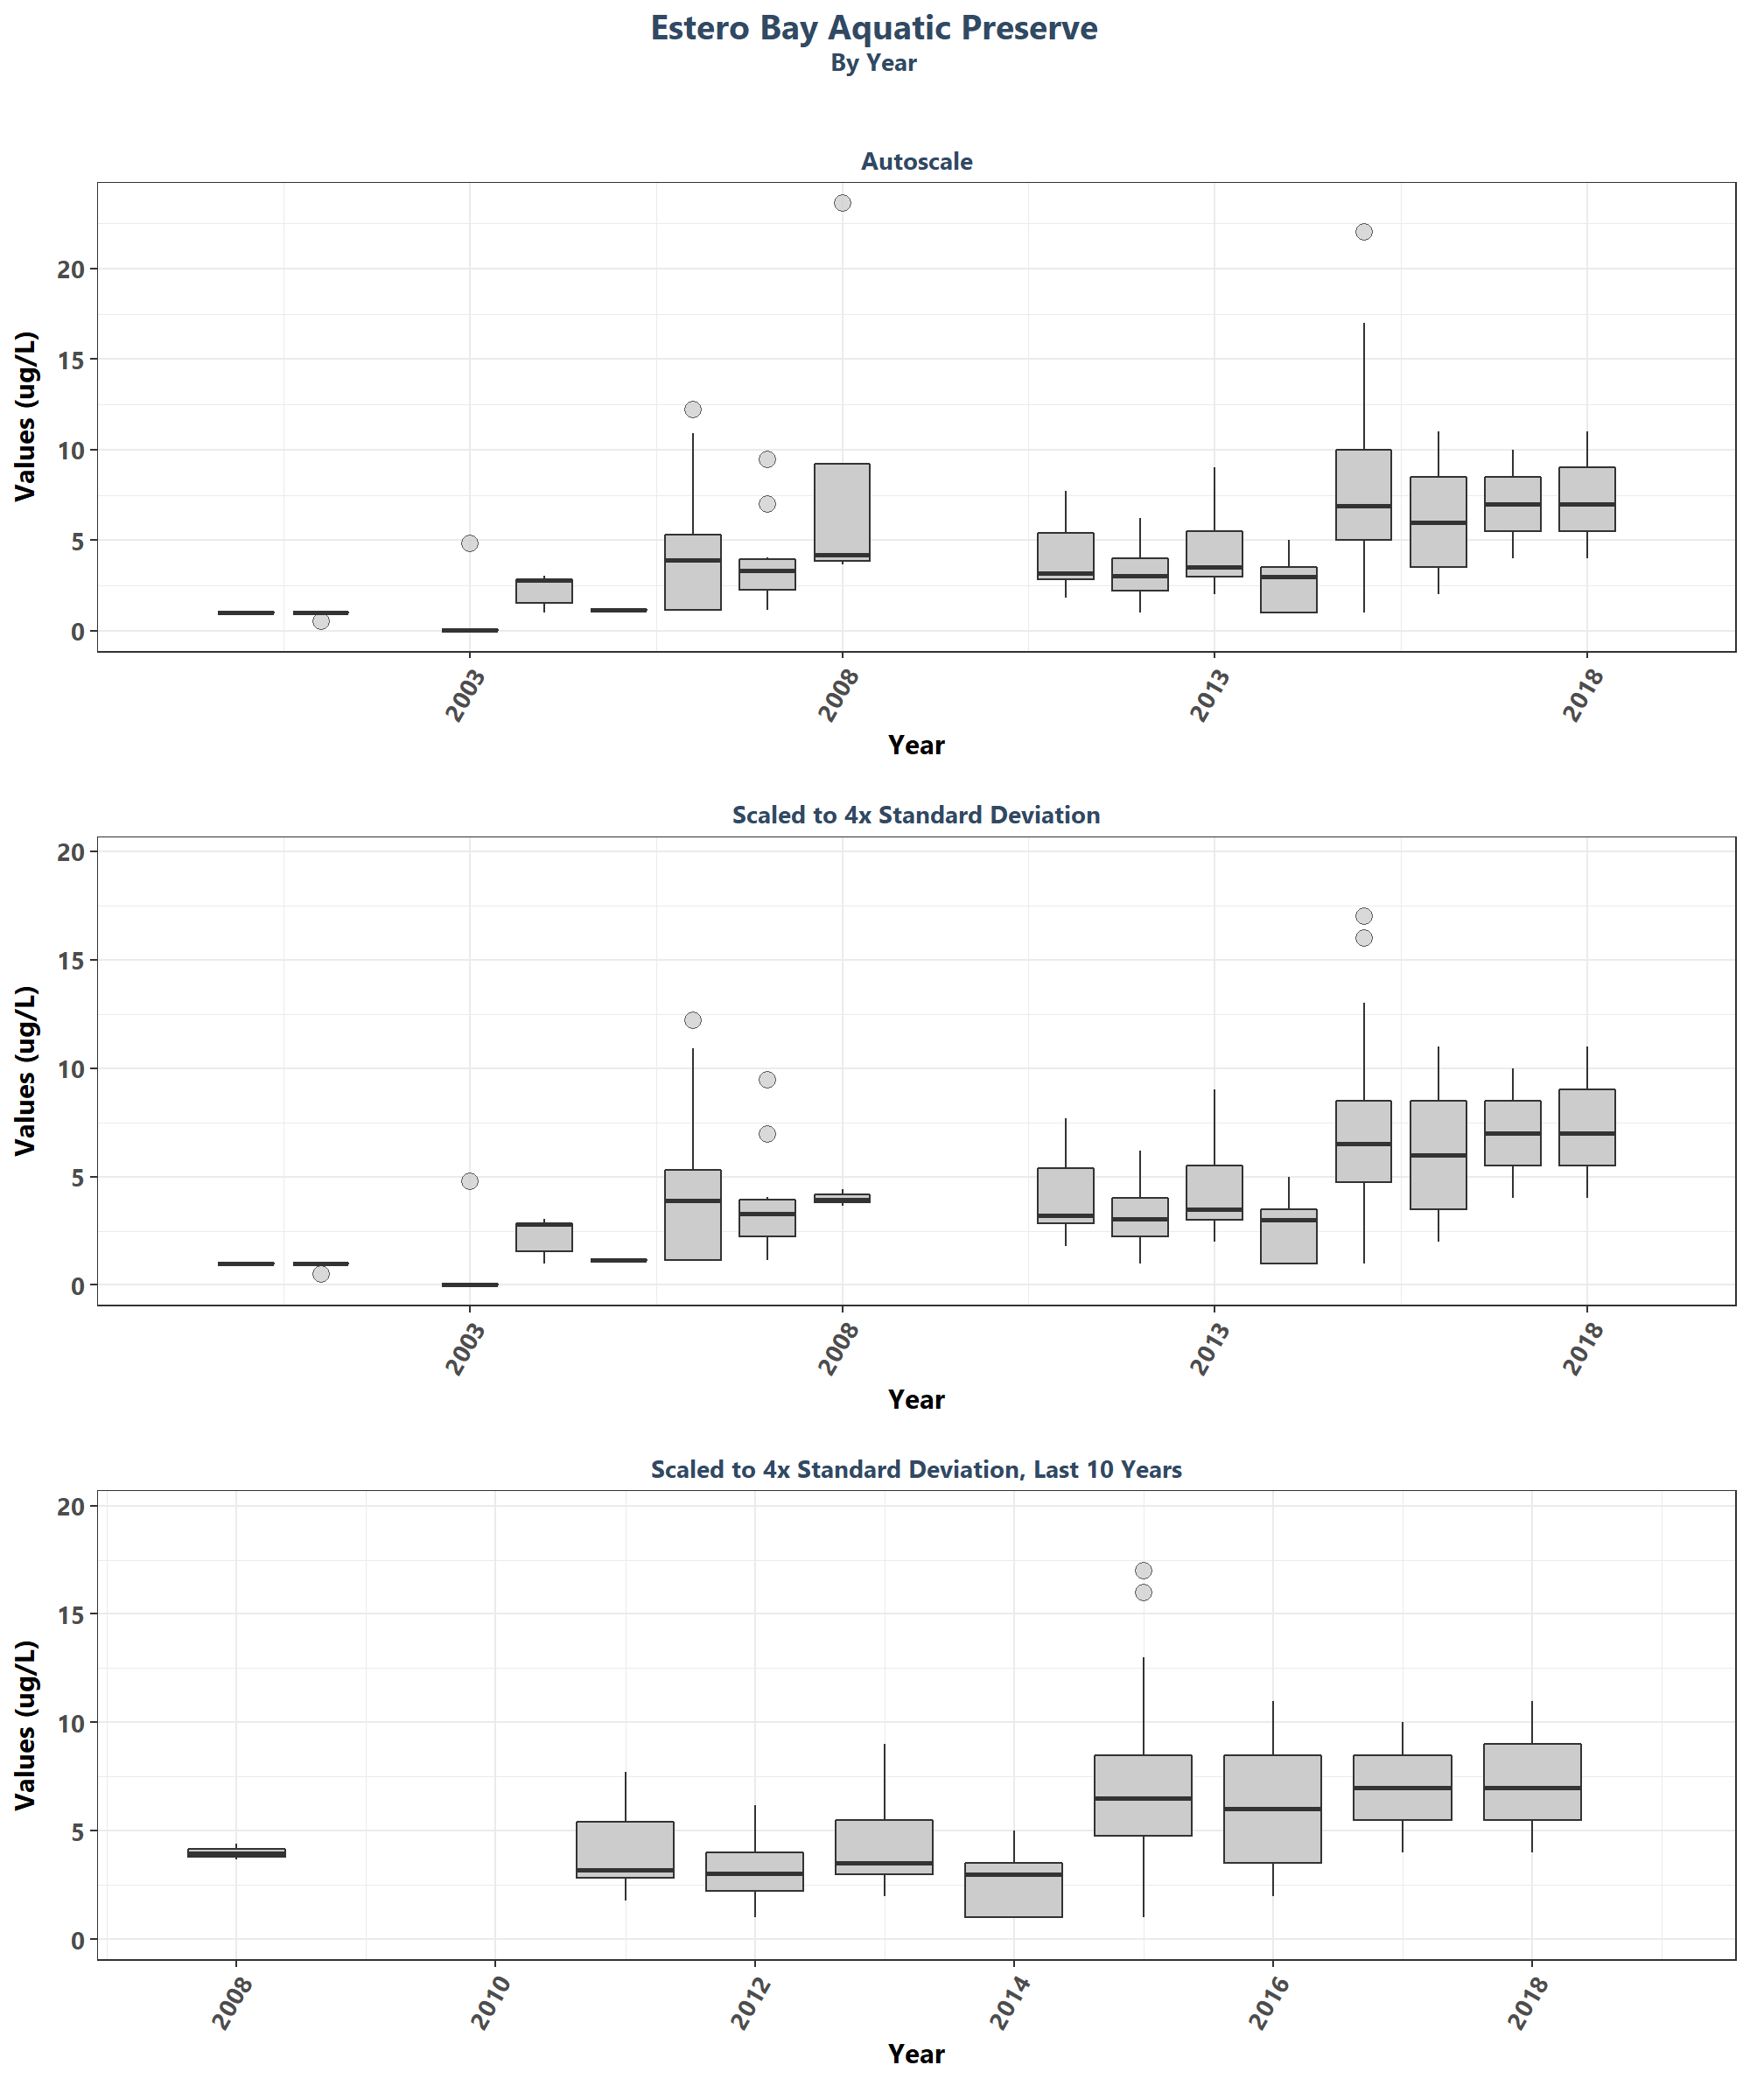 Estero Bay Aquatic Preserve
By Year
Autoscale
Values (ug/L)
20
15
10
5
0
2003 2008 2013 2018
Year
Scaled to 4x Standard Deviation
Values (ug/L)
20
15
10
5
0
2003 2008 2013 2018
Year
Scaled to 4x Standard Deviation, Last 10 Years
Values (ug/L)
20
15
10
5
0
2008 2010 2012 2014 2016 2018
Year